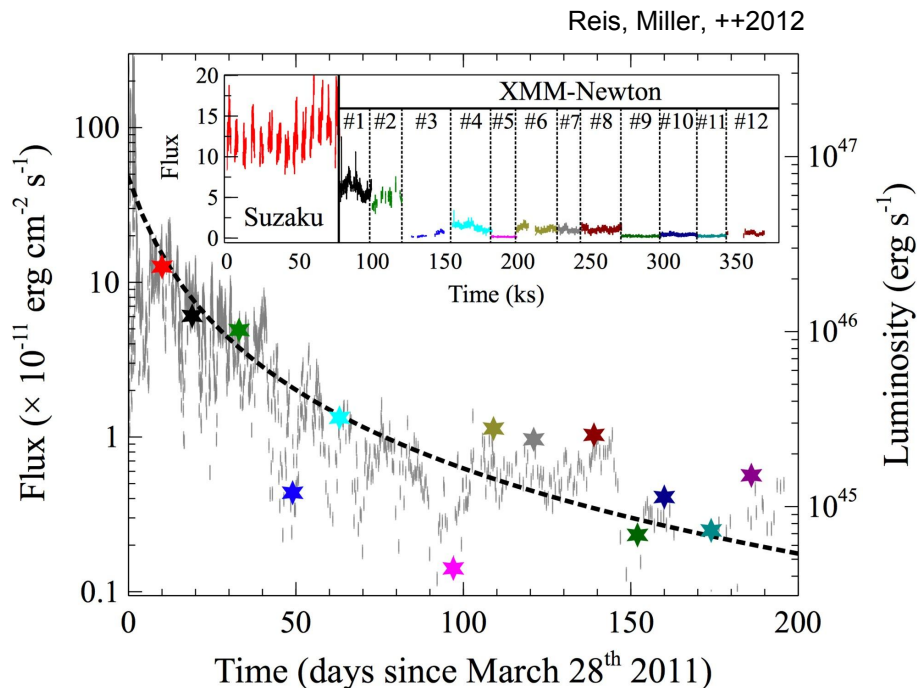 Reis, Miller, ++2012
Flux (× 10⁻¹¹ erg cm⁻² s⁻¹)
100
10
1
0.1
Flux
20
15
10
5
0
Suzaku
XMM-Newton
#1 #2 #3 #4 #5 #6 #7 #8 #9 #10 #11 #12
0 50 100 150 200 250 300 350
Time (ks)
10⁴⁷
10⁴⁶
10⁴⁵
Luminosity (erg s⁻¹)
0 50 100 150 200
Time (days since March 28ᵗʰ 2011)